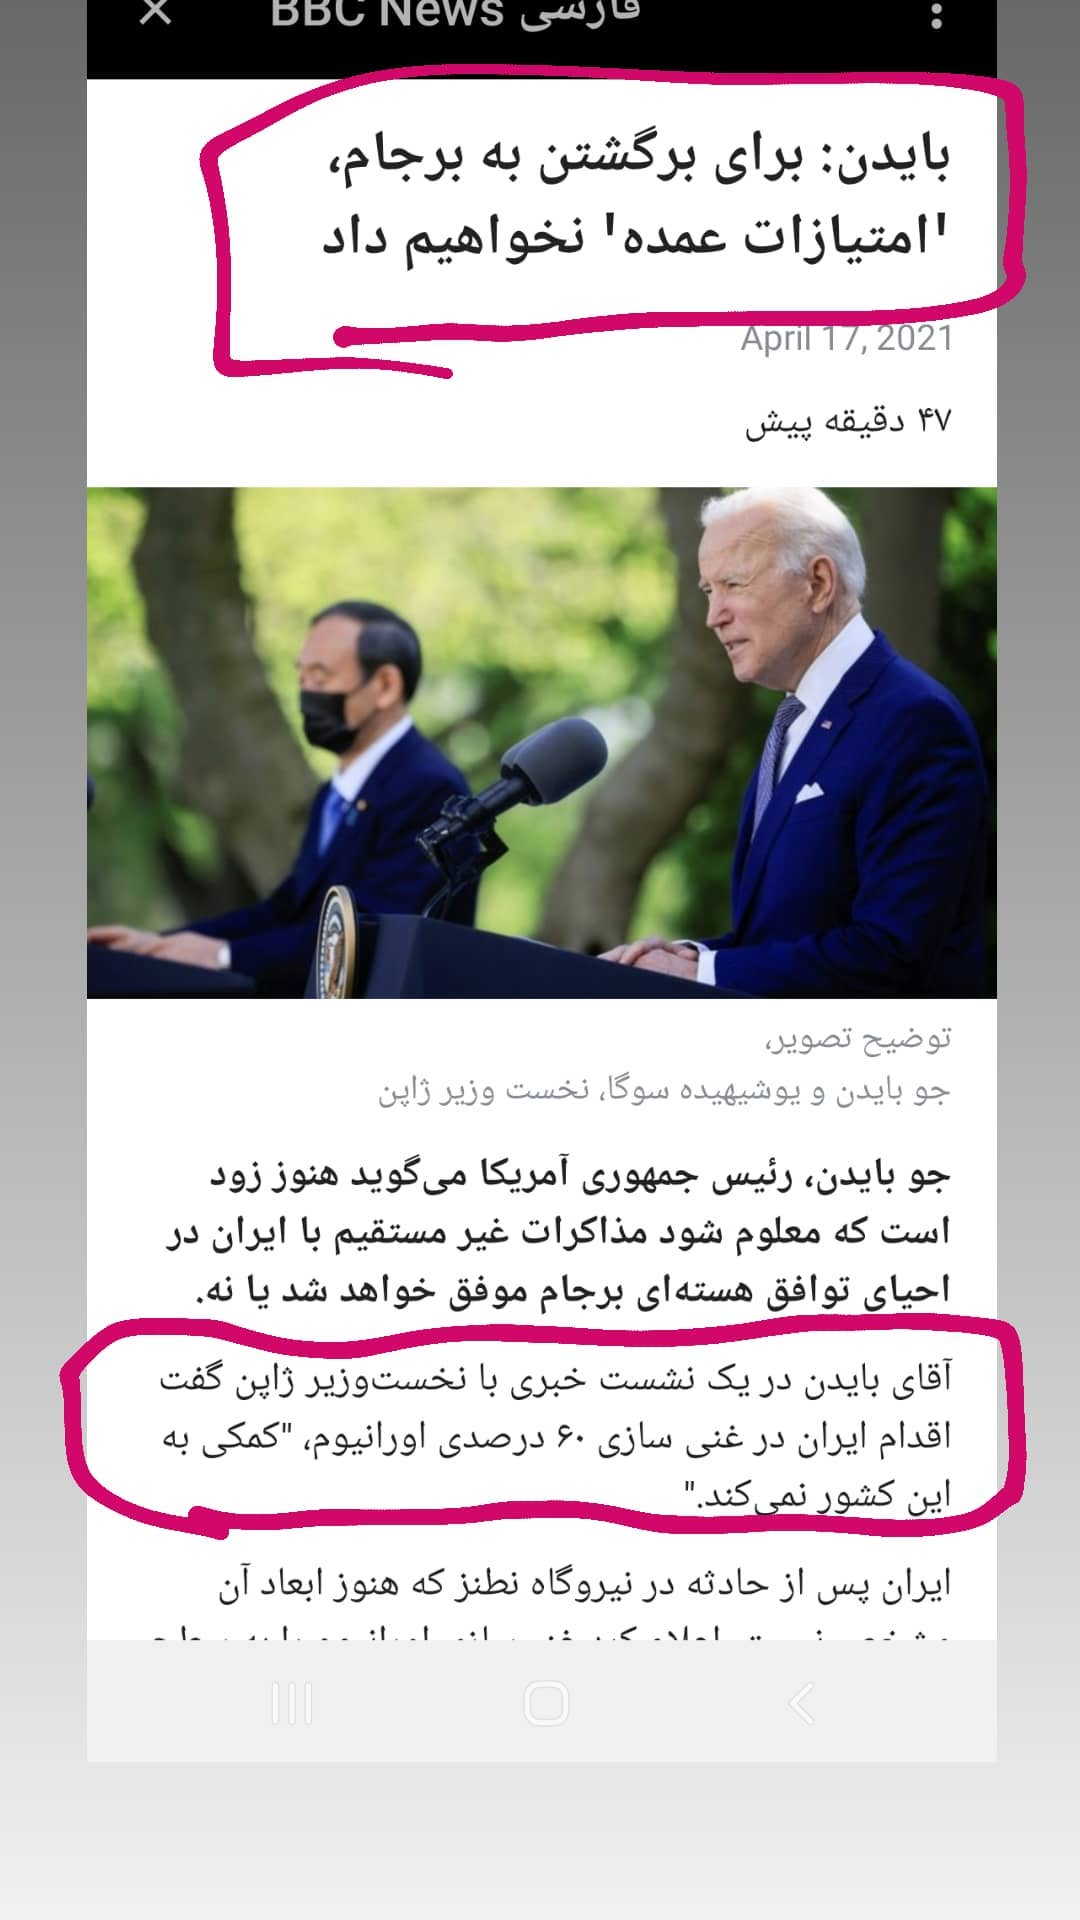 BBC News فارسی
بایدن: برای برگشتن به برجام،
'امتیازات عمده' نخواهیم داد
April 17, 2021
۴۷ دقیقه پیش
توضیح تصویر،
جو بایدن و یوشیهیده سوگا، نخست وزیر ژاپن
جو بایدن، رئیس جمهوری آمریکا می‌گوید هنوز زود
است که معلوم شود مذاکرات غیر مستقیم با ایران در
احیای توافق هسته‌ای برجام موفق خواهد شد یا نه.
آقای بایدن در یک نشست خبری با نخست‌وزیر ژاپن گفت
اقدام ایران در غنی سازی ۶۰ درصدی اورانیوم، "کمکی به
این کشور نمی‌کند."
ایران پس از حادثه در نیروگاه نطنز که هنوز ابعاد آن